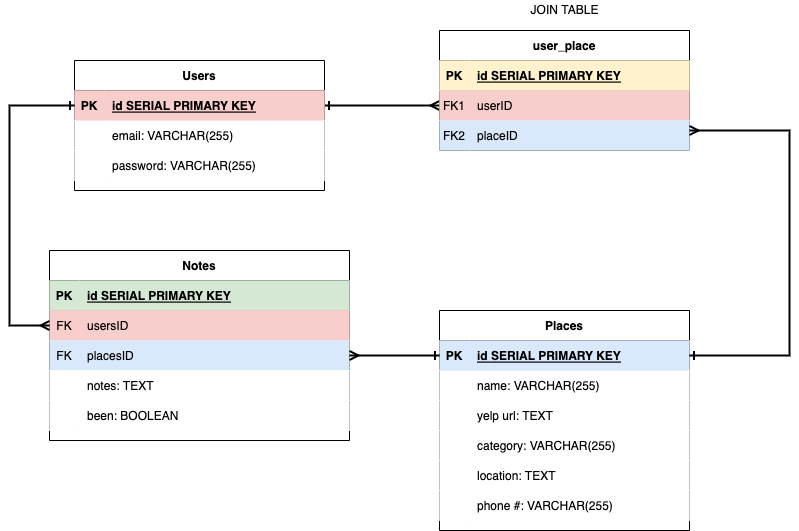 JOIN TABLE
user_place
PK id SERIAL PRIMARY KEY
FK1 userID
FK2 placeID
Users
PK id SERIAL PRIMARY KEY
email: VARCHAR(255)
password: VARCHAR(255)
Notes
PK id SERIAL PRIMARY KEY
FK usersID
FK placesID
notes: TEXT
been: BOOLEAN
Places
PK id SERIAL PRIMARY KEY
name: VARCHAR(255)
yelp url: TEXT
category: VARCHAR(255)
location: TEXT
phone #: VARCHAR(255)